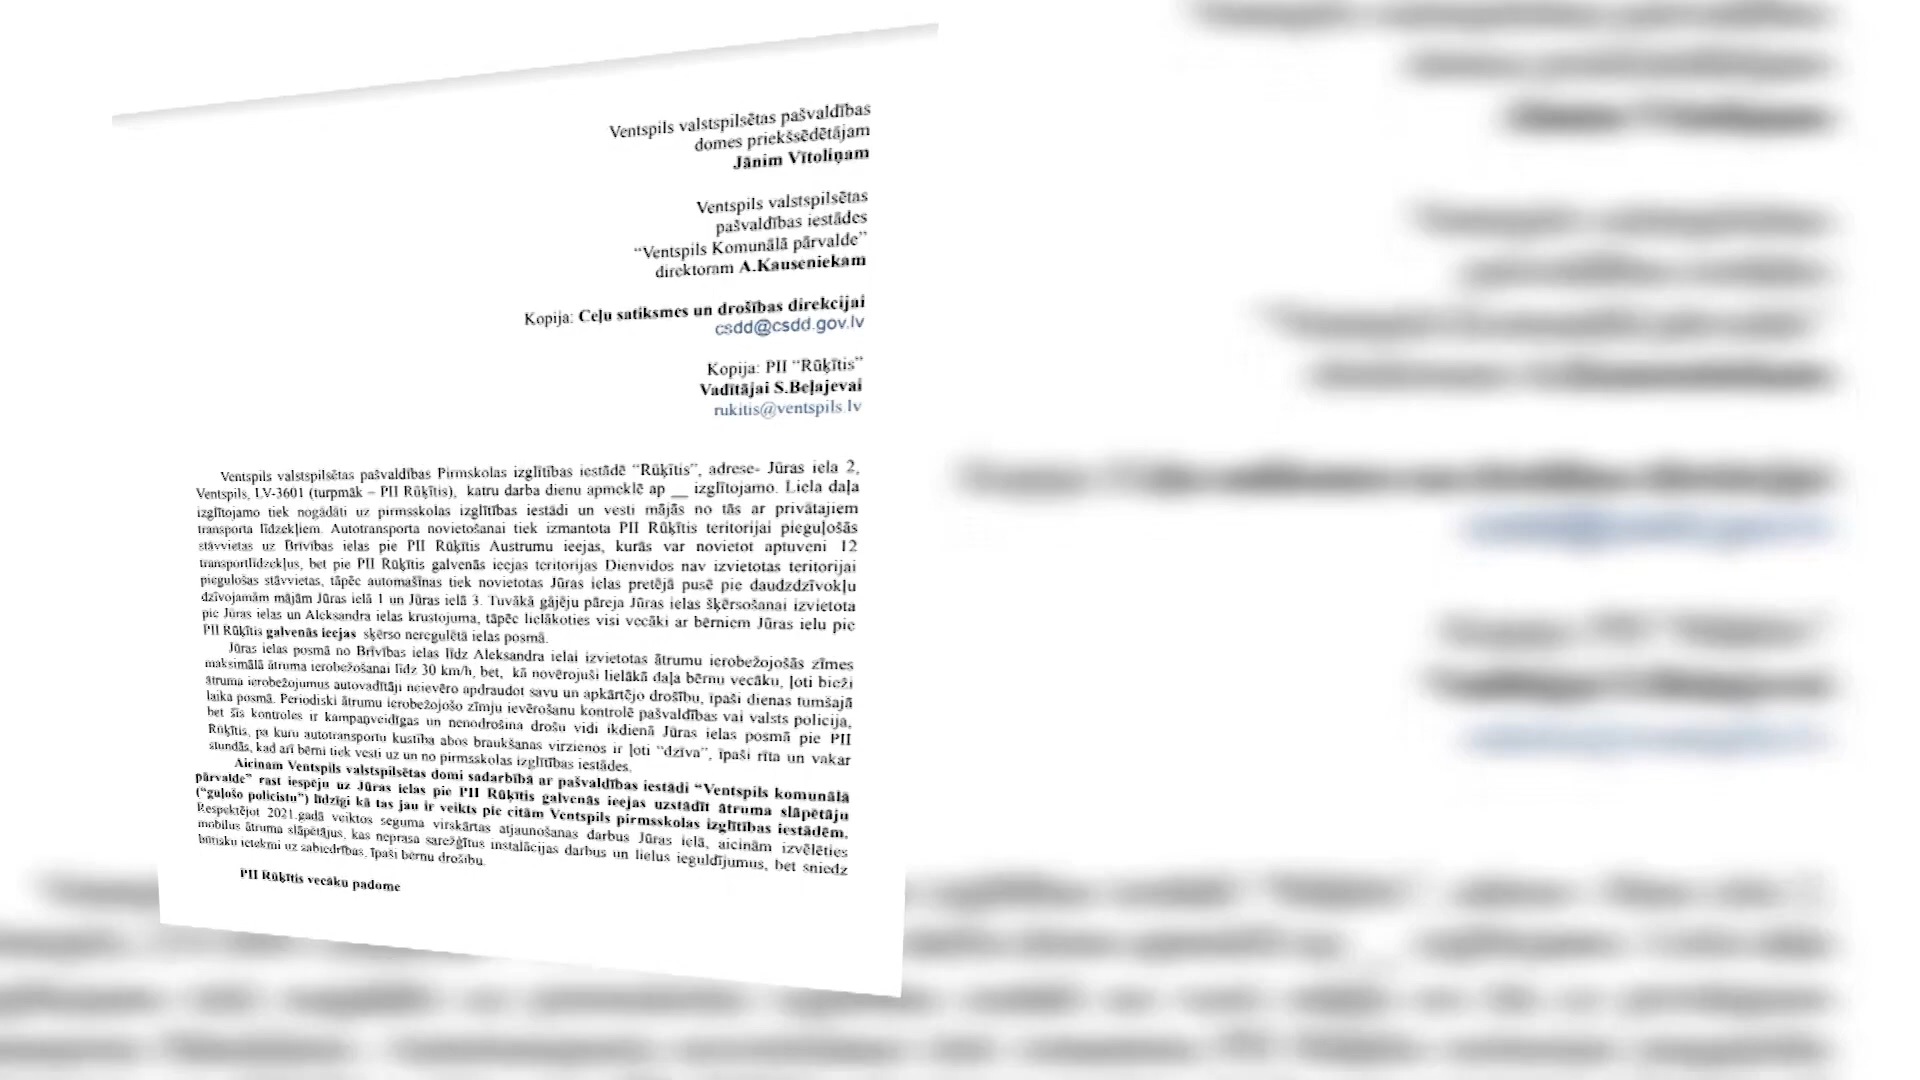 Ventspils valstspilsētas pašvaldības
domes priekšsēdētājam
Jānim Vītoliņam
Ventspils valstspilsētas
pašvaldības iestādes
“Ventspils Komunālā pārvalde”
direktoram A.Kauseniekam
Kopija: Ceļu satiksmes un drošības direkcijai
csdd@csdd.gov.lv
Kopija: PII “Rūķītis”
Vadītājai S.Beļajevai
rukitis@ventspils.lv
Ventspils valstspilsētas pašvaldības Pirmskolas izglītības iestādē “Rūķītis”, adrese- Jūras iela 2,
Ventspils, LV-3601 (turpmāk – PII Rūķītis), katru darba dienu apmeklē ap __ izglītojamo. Liela daļa
izglītojamo tiek nogādāti uz pirmsskolas izglītības iestādi un vesti mājās no tās ar privātajiem
transporta līdzekļiem. Autotransporta novietošanai tiek izmantota PII Rūķītis teritorijai pieguļošās
stāvvietas uz Brīvības ielas pie PII Rūķītis Austrumu ieejas, kurās var novietot aptuveni 12
transportlīdzekļus, bet pie PII Rūķītis galvenās ieejas teritorijas Dienvidos nav izvietotas teritorijai
piegulošas stāvvietas, tāpēc automašīnas tiek novietotas Jūras ielas pretējā pusē pie daudzdzīvokļu
dzīvojamām mājām Jūras ielā 1 un Jūras ielā 3. Tuvākā gājēju pāreja Jūras ielas šķērsošanai izvietota
pie Jūras ielas un Aleksandra ielas krustojuma, tāpēc lielākoties visi vecāki ar bērniem Jūras ielu pie
PII Rūķītis galvenās ieejas šķērso neregulētā ielas posmā.
Jūras ielas posmā no Brīvības ielas līdz Aleksandra ielai izvietotas ātrumu ierobežojošās zīmes
maksimālā ātruma ierobežošanai līdz 30 km/h, bet, kā novērojuši lielākā daļa bērnu vecāku, ļoti bieži
ātruma ierobežojumus autovadītāji neievēro apdraudot savu un apkārtējo drošību, īpaši dienas tumšajā
laika posmā. Periodiski ātrumu ierobežojošo zīmju ievērošanu kontrolē pašvaldības vai valsts policija,
bet šīs kontroles ir kampaņveidīgas un nenodrošina drošu vidi ikdienā Jūras ielas posmā pie PII
Rūķītis, pa kuru autotransportu kustība abos braukšanas virzienos ir ļoti “dzīva”, īpaši rīta un vakar
stundās, kad arī bērni tiek vesti uz un no pirmsskolas izglītības iestādes.
Aicinam Ventspils valstspilsētas domi sadarbībā ar pašvaldības iestādi “Ventspils komunālā
pārvalde” rast iespēju uz Jūras ielas pie PII Rūķītis galvenās ieejas uzstādīt ātruma slāpētāju
(“guļošo policistu”) līdzīgi kā tas jau ir veikts pie citām Ventspils pirmsskolas izglītības iestādēm.
Respektējot 2021.gadā veiktos seguma virskārtas atjaunošanas darbus Jūras ielā, aicinām izvēlēties
mobilus ātruma slāpētājus, kas neprasa sarežģītus instalācijas darbus un lielus ieguldījumus, bet sniedz
būtisku ietekmi uz sabiedrības, īpaši bērnu drošību.
PII Rūķītis vecāku padome